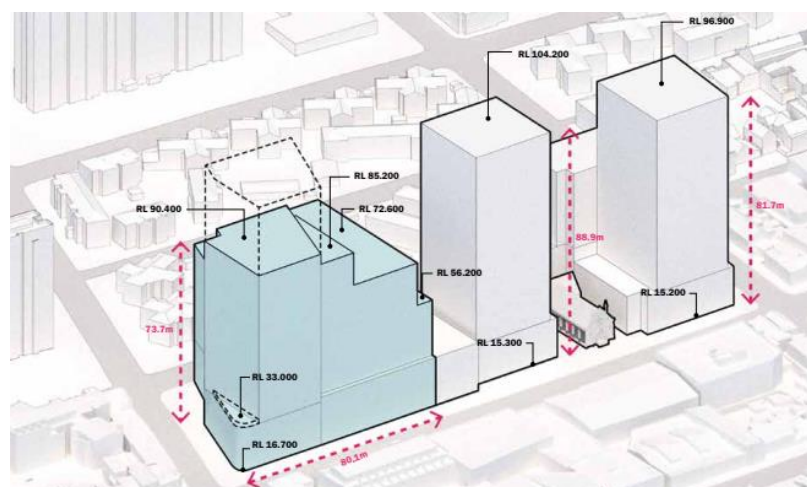 RL 96.900
RL 104.200
RL 85.200
RL 90.400
RL 72.600
81.7m
88.9m
RL 56.200
RL 15.200
73.7m
RL 15.300
RL 33.000
RL 16.700
80.1m